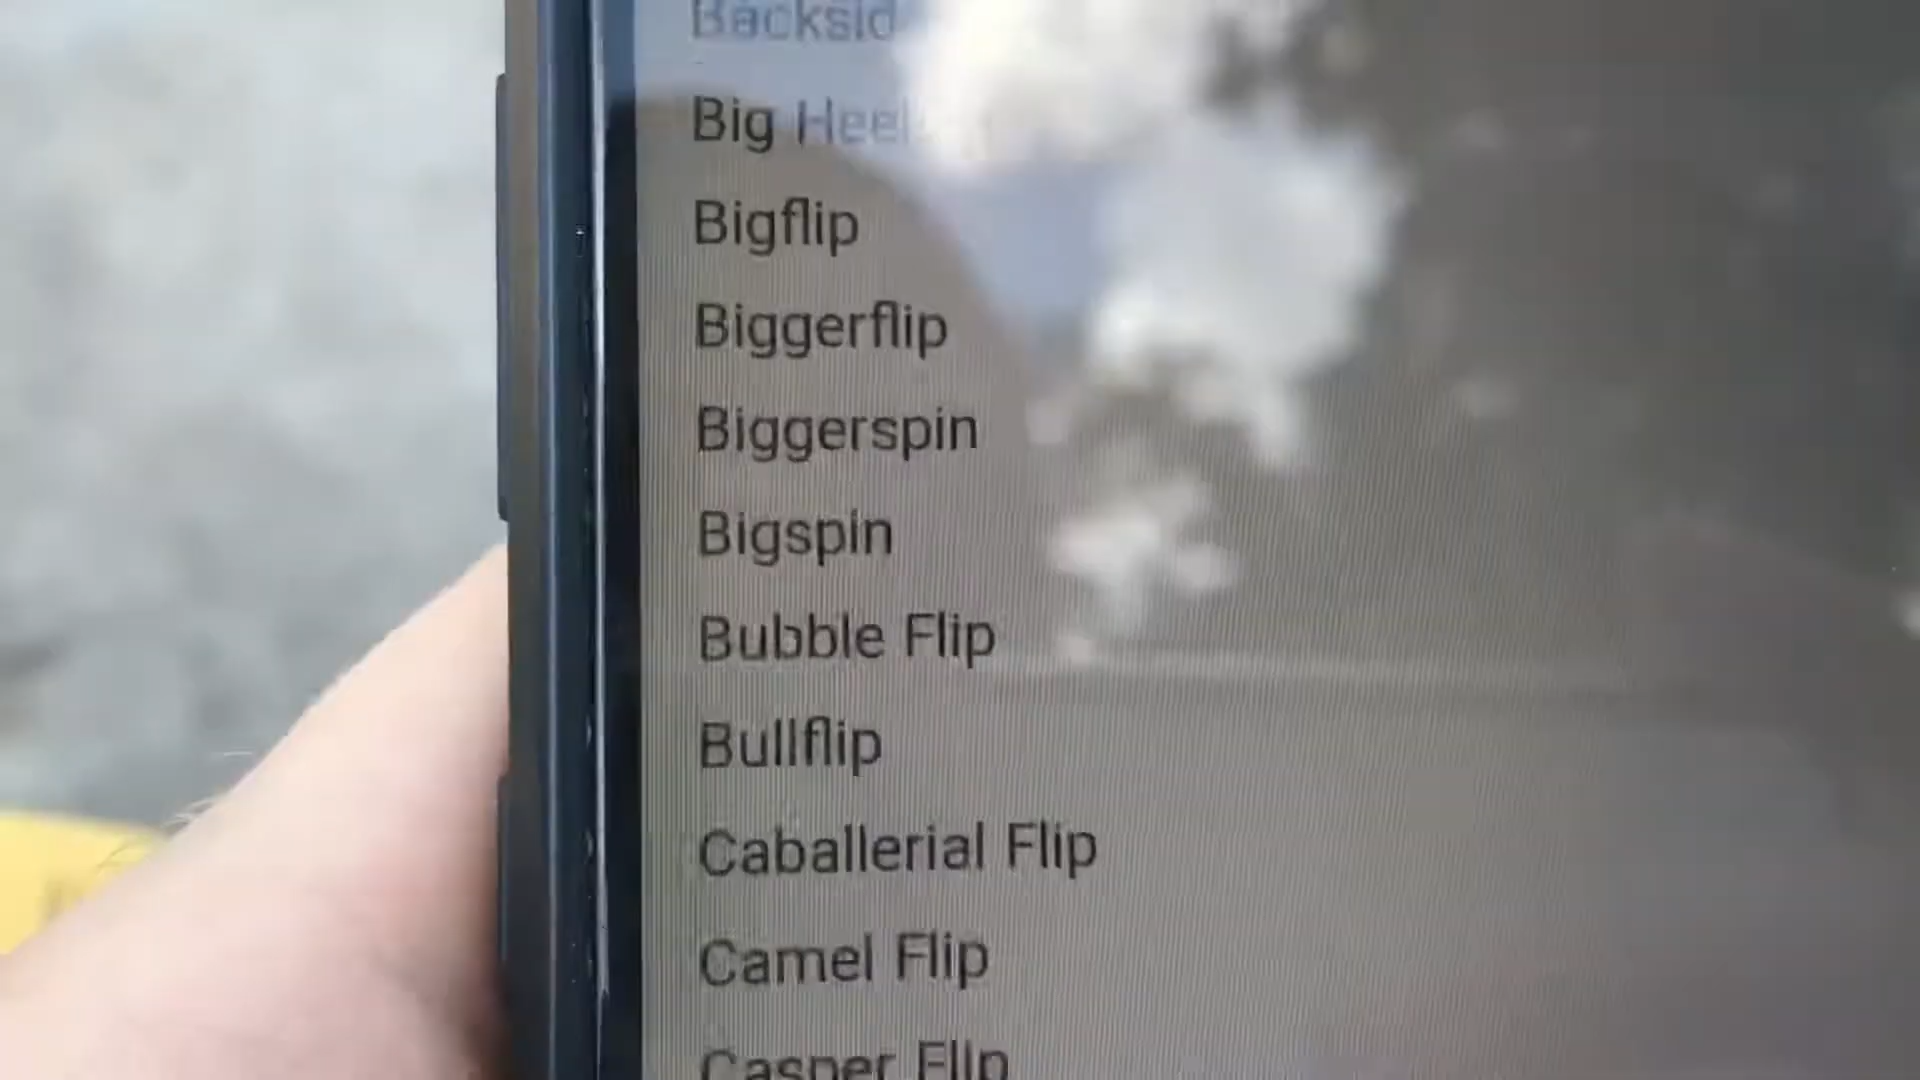 Big Heel
Bigflip
Biggerflip
Biggerspin
Bigspin
Bubble Flip
Bullflip
Caballerial Flip
Camel Flip
Casper Flip